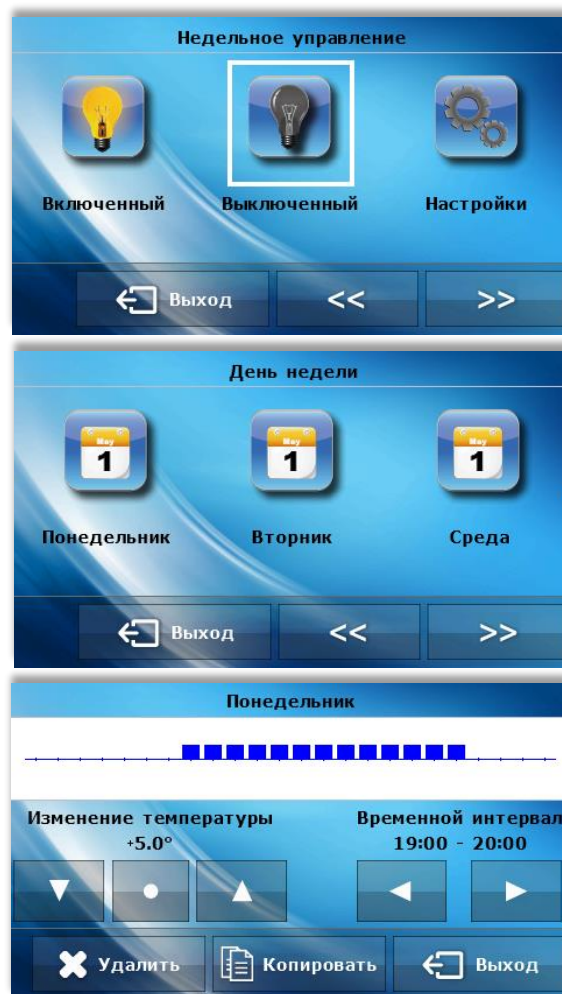 Недельное управление
Включенный
Выключенный
Настройки
Выход
<<
>>
День недели
May
1
May
1
May
1
Понедельник
Вторник
Среда
Выход
<<
>>
Понедельник
Изменение температуры
Временной интервал
+5.0°
19:00 - 20:00
Удалить
Копировать
Выход